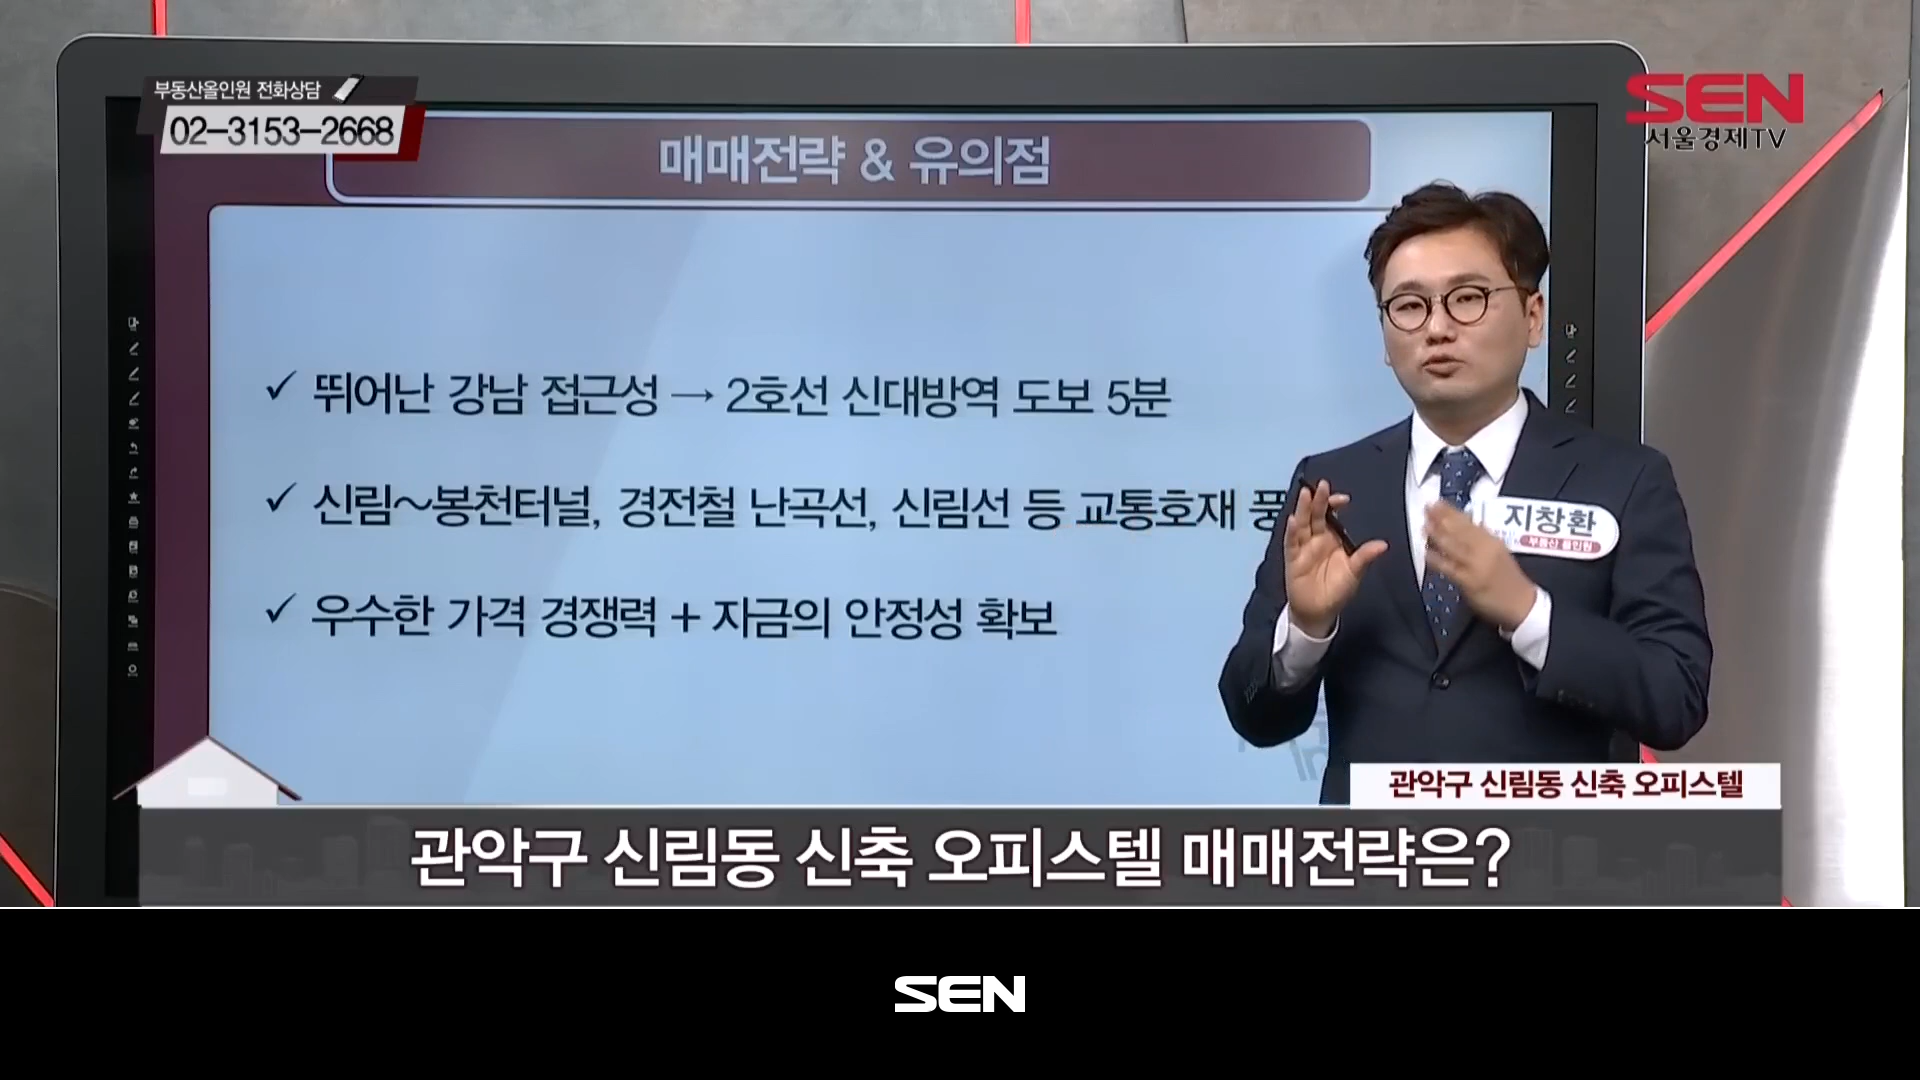 부동산올인원 전화상담
02-3153-2668
SEN
서울경제TV
매매전략 & 유의점
✓ 뛰어난 강남 접근성 → 2호선 신대방역 도보 5분
✓ 신림~봉천터널, 경전철 난곡선, 신림선 등 교통호재 풍
✓ 우수한 가격 경쟁력 + 자금의 안정성 확보
지창환
부동산 올인원
관악구 신림동 신축 오피스텔
관악구 신림동 신축 오피스텔 매매전략은?
SEN